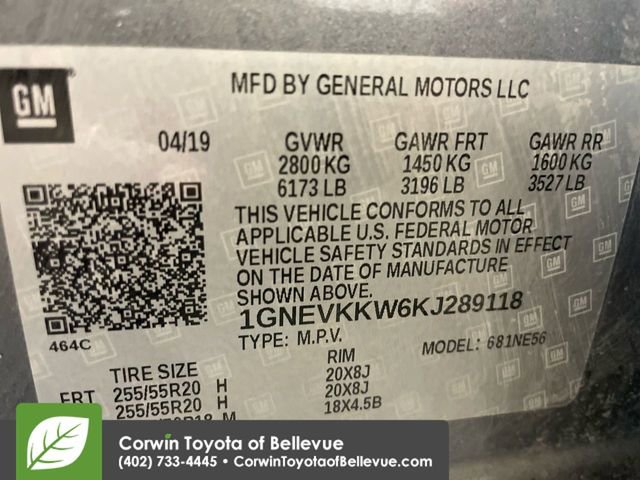 GM
MFD BY GENERAL MOTORS LLC
04/19 GVWR GAWR FRT GAWR RR
2800 KG 1450 KG 1600 KG
6173 LB 3196 LB 3527 LB
THIS VEHICLE CONFORMS TO ALL
APPLICABLE U.S. FEDERAL MOTOR
VEHICLE SAFETY STANDARDS IN EFFECT
ON THE DATE OF MANUFACTURE
SHOWN ABOVE.
1GNEVKKW6KJ289118
464C TYPE: M.P.V. MODEL: 681NE56
TIRE SIZE RIM
FRT 255/55R20 H 20X8J
255/55R20 H 20X8J
18X4.5B
Corwin Toyota of Bellevue
(402) 733-4445 • CorwinToyotaofBellevue.com